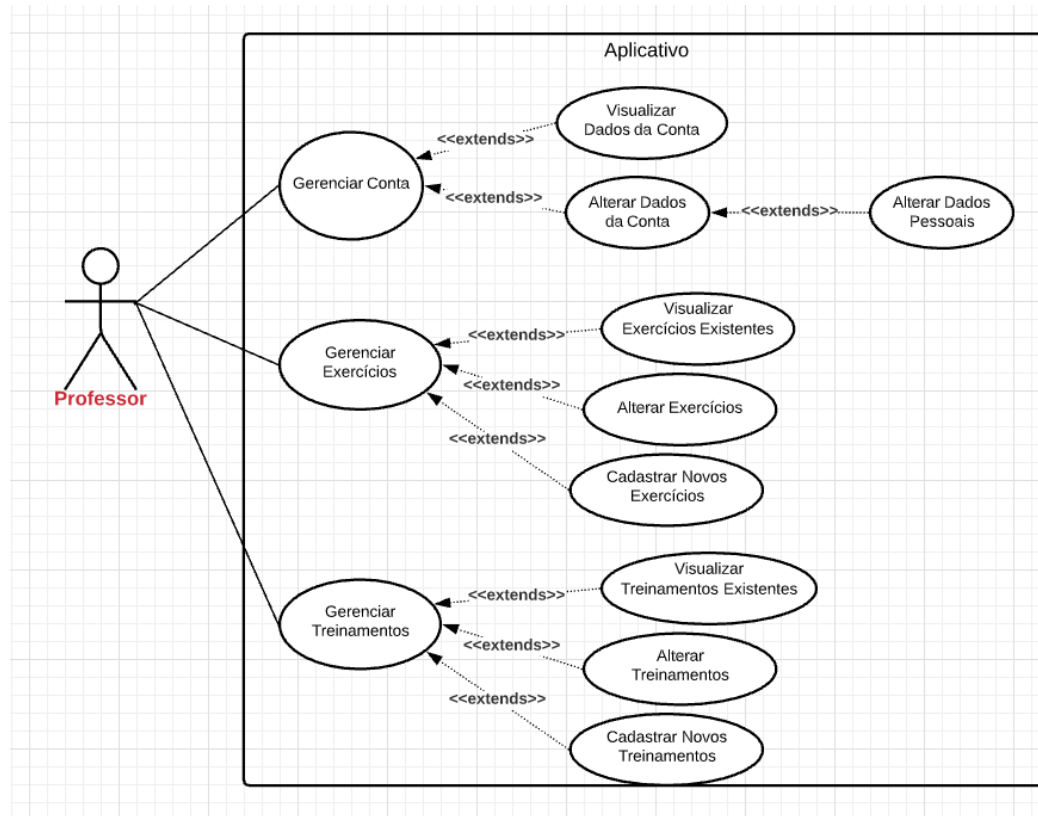 Aplicativo
Visualizar
Dados da Conta
<<extends>>
Gerenciar Conta
<<extends>>
Alterar Dados
da Conta
<<extends>>
Alterar Dados
Pessoais
Professor
Gerenciar
Exercícios
<<extends>>
Visualizar
Exercícios Existentes
<<extends>>
Alterar Exercícios
<<extends>>
Cadastrar Novos
Exercícios
Gerenciar
Treinamentos
<<extends>>
Visualizar
Treinamentos Existentes
<<extends>>
Alterar
Treinamentos
<<extends>>
Cadastrar Novos
Treinamentos